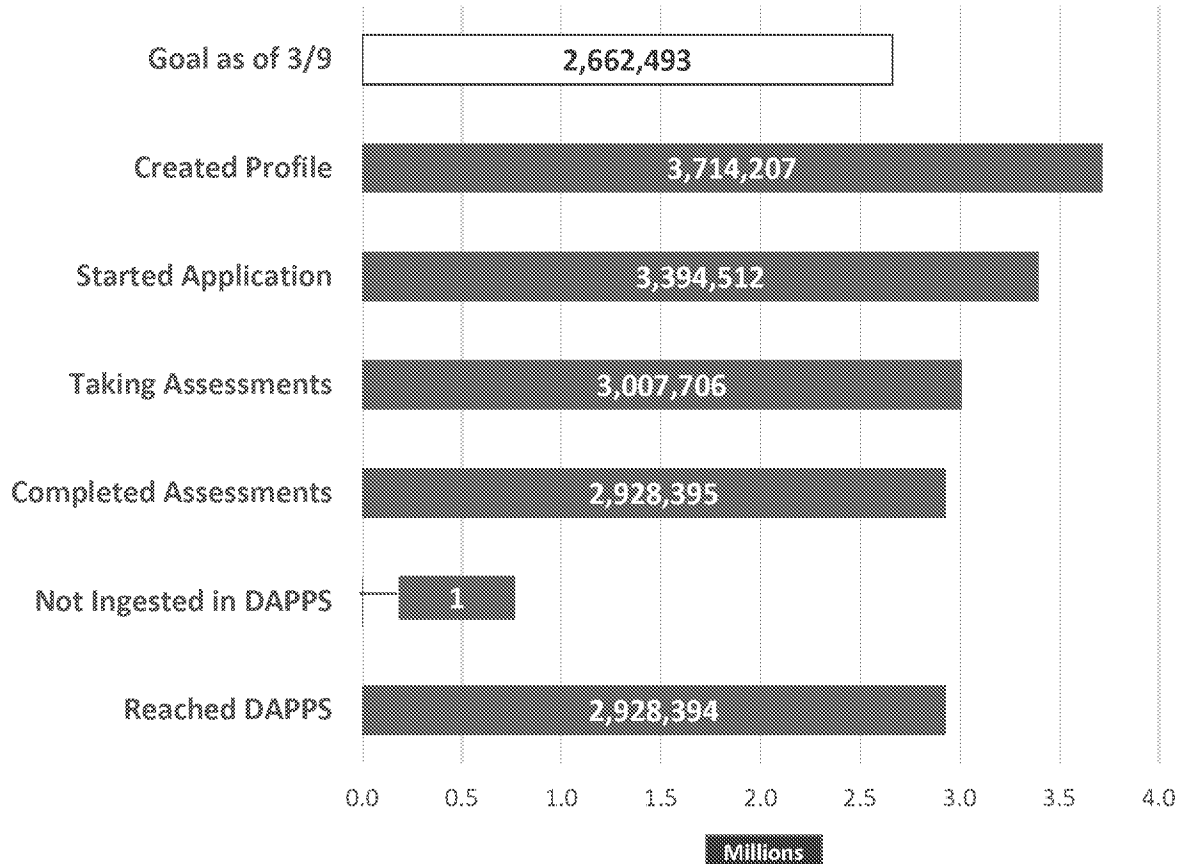 Goal as of 3/9 2,662,493
Created Profile 3,714,207
Started Application 3,394,512
Taking Assessments 3,007,706
Completed Assessments 2,928,395
Not Ingested in DAPPS 1
Reached DAPPS 2,928,394
0.0 0.5 1.0 1.5 2.0 2.5 3.0 3.5 4.0
Millions